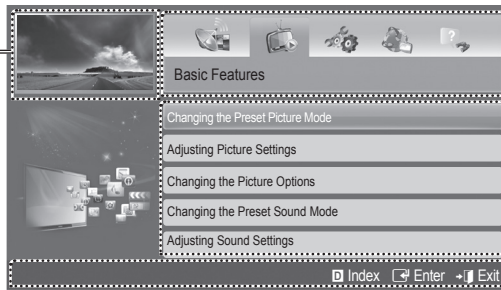 Basic Features
Changing the Preset Picture Mode
Adjusting Picture Settings
Changing the Picture Options
Changing the Preset Sound Mode
Adjusting Sound Settings
D Index Enter Exit